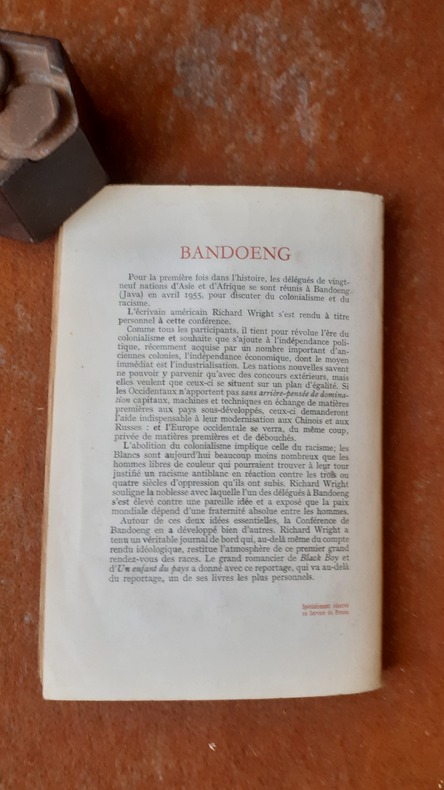 BANDOENG
Pour la première fois dans l'histoire, les délégués de vingt-
neuf nations d'Asie et d'Afrique se sont réunis à Bandoeng
(Java) en avril 1955, pour discuter du colonialisme et du
racisme.
L'écrivain américain Richard Wright s'est rendu à titre
personnel à cette conférence.
Comme tous les participants, il tient pour révolue l'ère du
colonialisme et souhaite que s'ajoute à l'indépendance poli-
tique, récemment acquise par un nombre important d'an-
ciennes colonies, l'indépendance économique, dont le moyen
immédiat est l'industrialisation. Les nations nouvelles savent
ne pouvoir y parvenir qu'avec des concours extérieurs, mais
elles veulent que ceux-ci se situent sur un plan d'égalité. Si
les Occidentaux n'apportent pas sans arrière-pensée de domina-
tion capitaux, machines et techniques en échange de matières
premières aux pays sous-développés, ceux-ci demanderont
l'aide indispensable à leur modernisation aux Chinois et aux
Russes : et l'Europe occidentale se verra, du même coup,
privée de matières premières et de débouchés.
L'abolition du colonialisme implique celle du racisme; les
Blancs sont aujourd'hui beaucoup moins nombreux que les
hommes libres de couleur qui pourraient trouver à leur tour
justifié un racisme antiblanc en réaction contre les trois ou
quatre siècles d'oppression qu'ils ont subis. Richard Wright
souligne la noblesse avec laquelle l'un des délégués à Bandoeng
s'est élevé contre une pareille idée et a exposé que la paix
mondiale dépend d'une fraternité absolue entre les hommes.
Autour de ces deux idées essentielles, la Conférence de
Bandoeng en a développé bien d'autres. Richard Wright a
tenu un véritable journal de bord qui, au-delà même du compte
rendu idéologique, restitue l'atmosphère de ce premier grand
rendez-vous des races. Le grand romancier de Black Boy et
d'Un enfant du pays a donné avec ce reportage, qui va au-delà
du reportage, un de ses livres les plus personnels.
Spécialement réservé
au Service de Presse